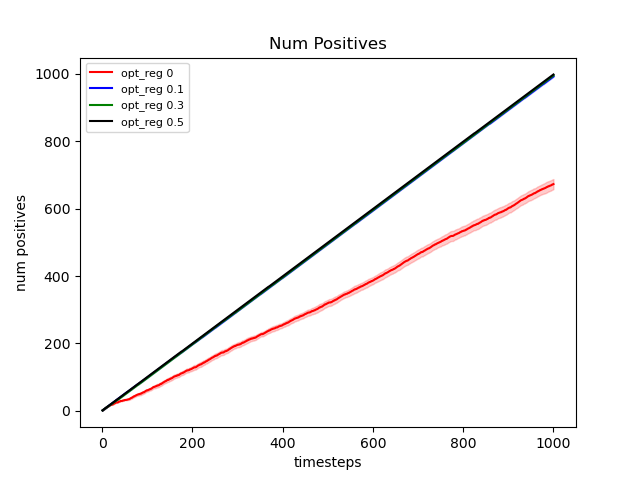 Num Positives
opt_reg 0
opt_reg 0.1
opt_reg 0.3
opt_reg 0.5
num positives
1000
800
600
400
200
0
0 200 400 600 800 1000
timesteps